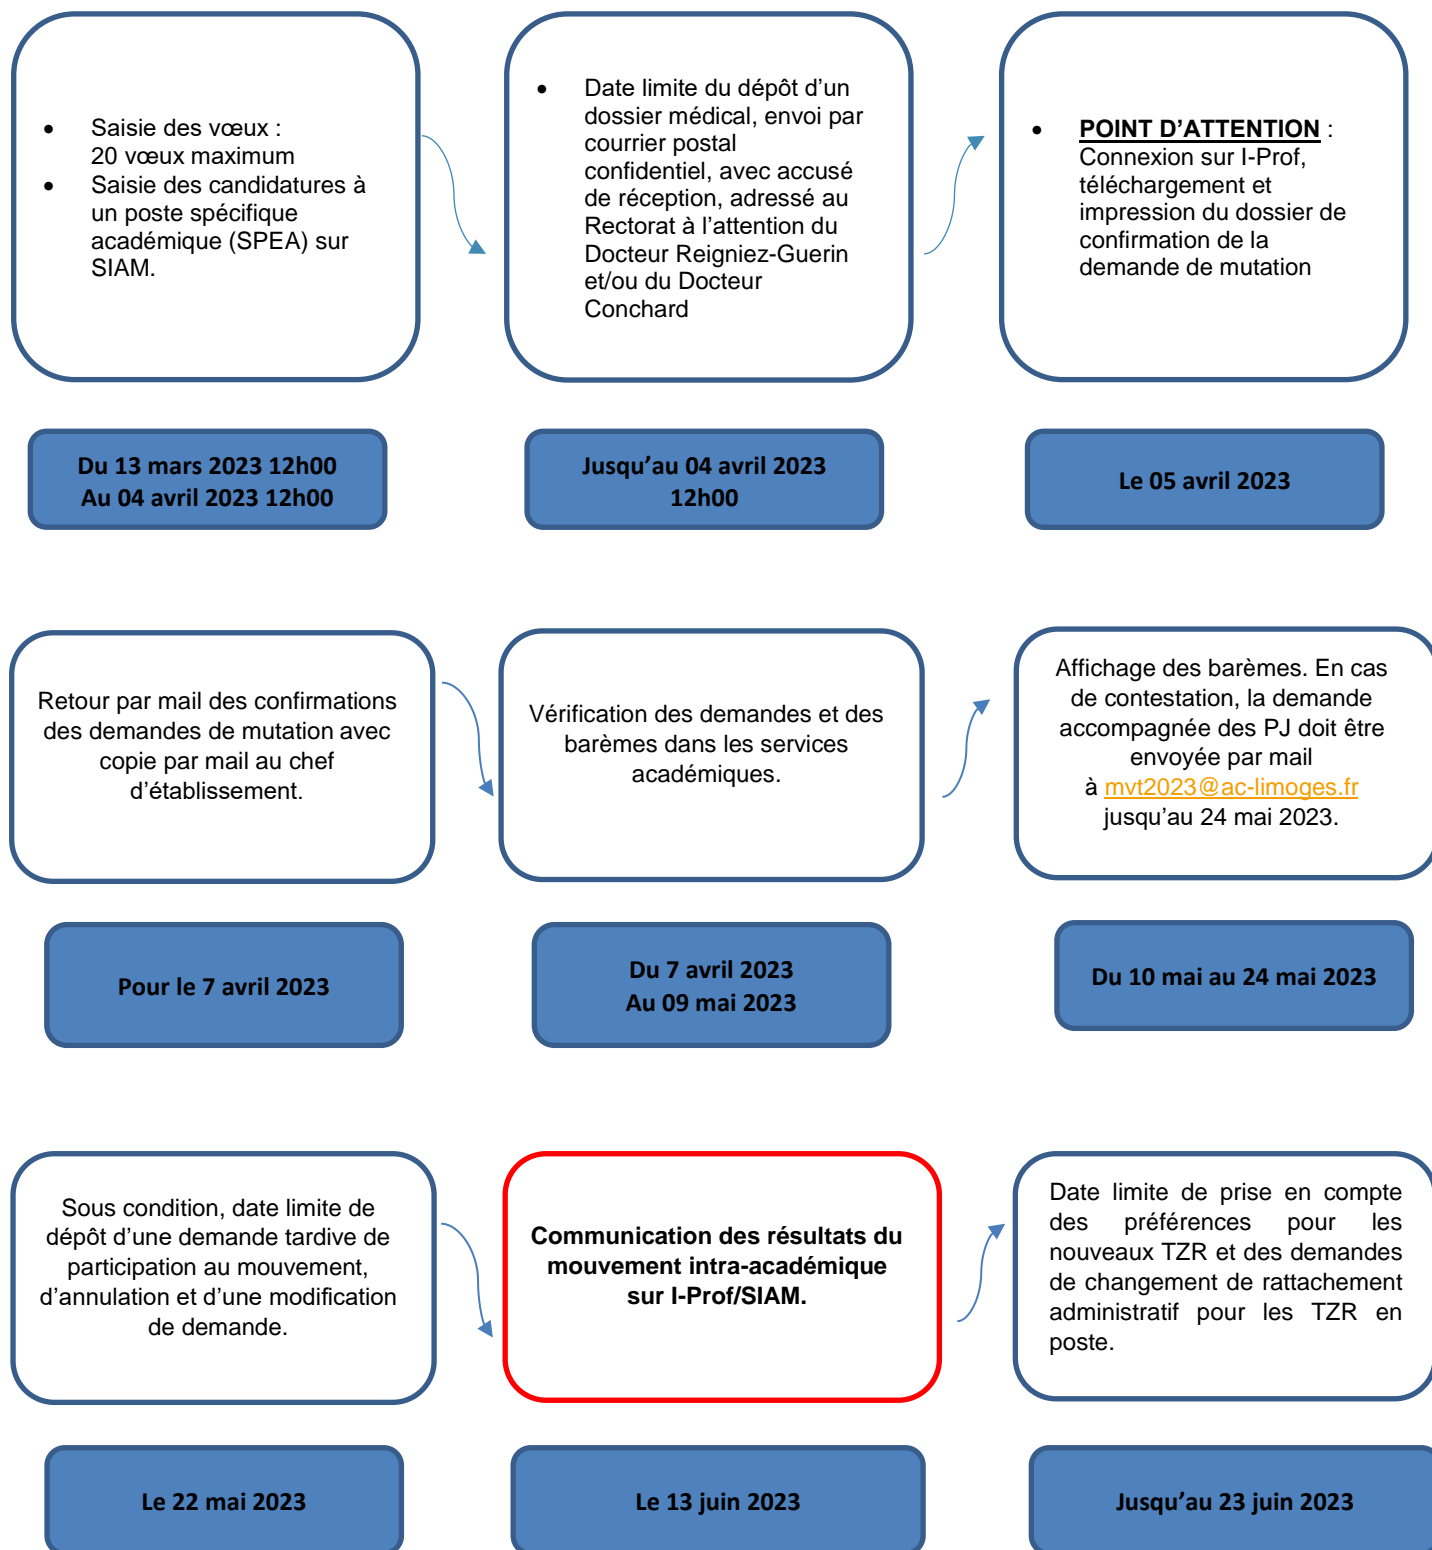 • Saisie des vœux :
20 vœux maximum
• Saisie des candidatures à
un poste spécifique
académique (SPEA) sur
SIAM.
• Date limite du dépôt d’un
dossier médical, envoi par
courrier postal
confidentiel, avec accusé
de réception, adressé au
Rectorat à l’attention du
Docteur Reigniez-Guerin
et/ou du Docteur
Conchard
• POINT D’ATTENTION :
Connexion sur I-Prof,
téléchargement et
impression du dossier de
confirmation de la
demande de mutation
Du 13 mars 2023 12h00
Au 04 avril 2023 12h00
Jusqu’au 04 avril 2023
12h00
Le 05 avril 2023
Retour par mail des confirmations
des demandes de mutation avec
copie par mail au chef
d’établissement.
Vérification des demandes et des
barèmes dans les services
académiques.
Affichage des barèmes. En cas
de contestation, la demande
accompagnée des PJ doit être
envoyée par mail
à mvt2023@ac-limoges.fr
jusqu’au 24 mai 2023.
Pour le 7 avril 2023
Du 7 avril 2023
Au 09 mai 2023
Du 10 mai au 24 mai 2023
Sous condition, date limite de
dépôt d’une demande tardive de
participation au mouvement,
d’annulation et d’une modification
de demande.
Communication des résultats du
mouvement intra-académique
sur I-Prof/SIAM.
Date limite de prise en compte
des préférences pour les
nouveaux TZR et des demandes
de changement de rattachement
administratif pour les TZR en
poste.
Le 22 mai 2023
Le 13 juin 2023
Jusqu’au 23 juin 2023